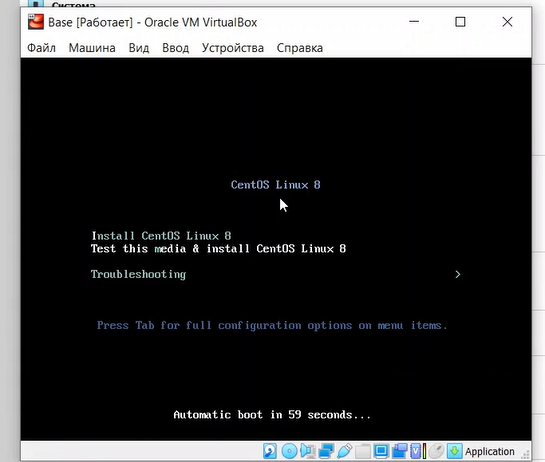 Система
Base [Работает] - Oracle VM VirtualBox
Файл Машина Вид Ввод Устройства Справка
CentOS Linux 8
Install CentOS Linux 8
Test this media & install CentOS Linux 8
Troubleshooting >
Press Tab for full configuration options on menu items.
Automatic boot in 59 seconds...
Application